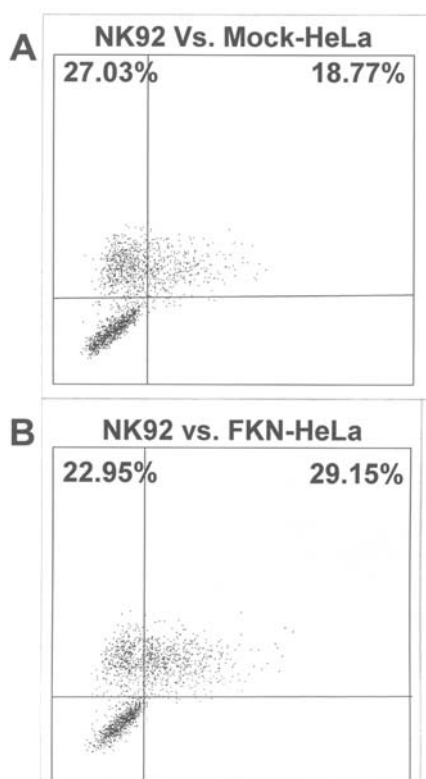 A
NK92 Vs. Mock-HeLa
27.03% 18.77%
B
NK92 vs. FKN-HeLa
22.95% 29.15%